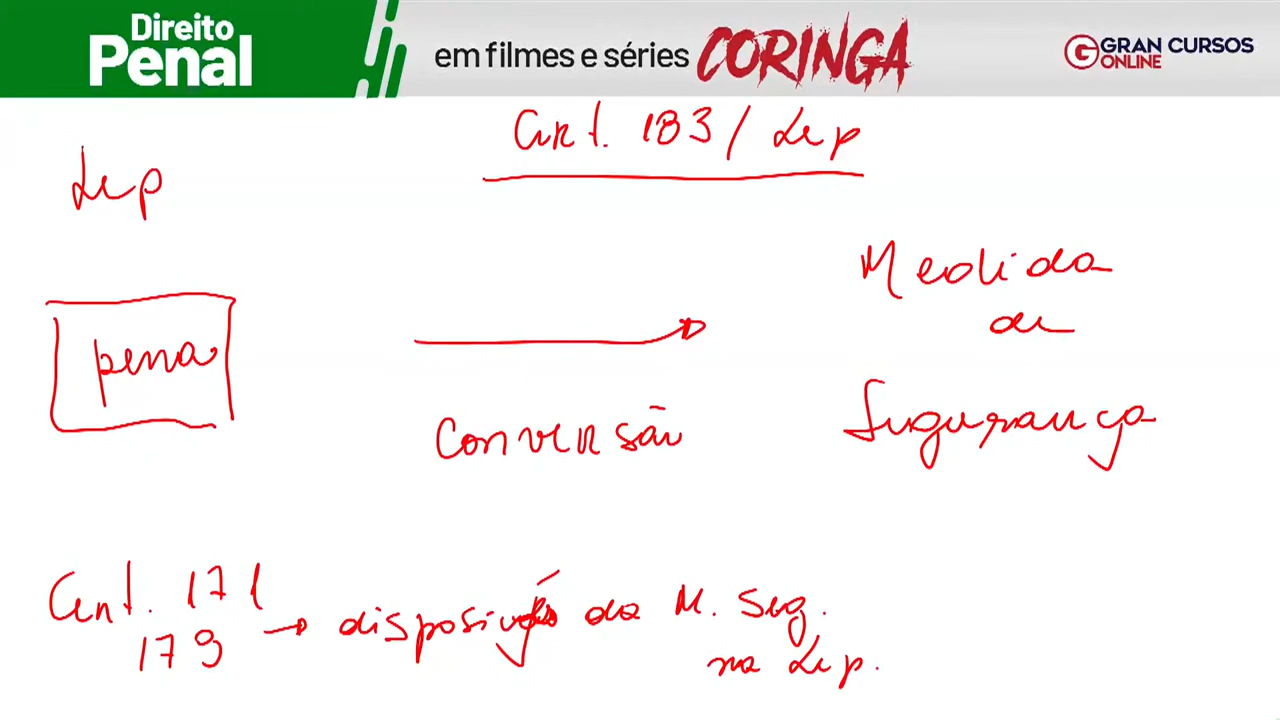 Direito
Penal
em filmes e séries CORINGA
GRAN CURSOS
ONLINE
Art. 183 / Lep
Lep
Medida
de
Segurança
pena
Conversão
Art. 171
179 → disposições da M. Seg.
na Lep.